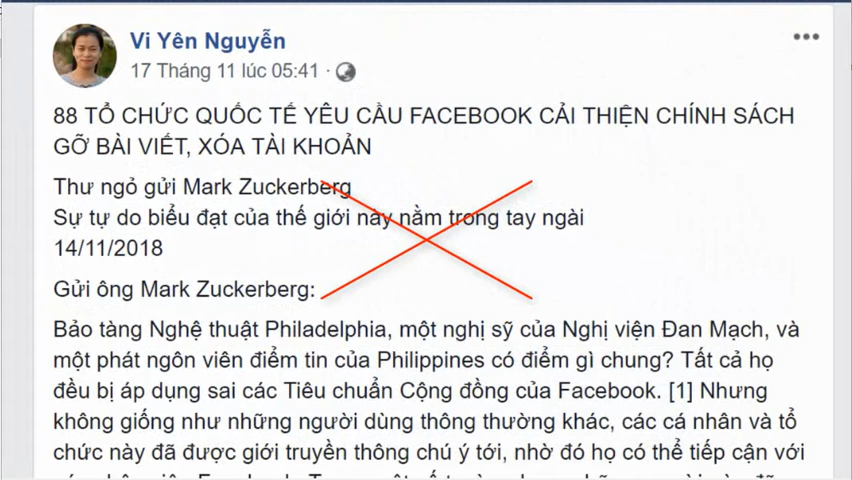 Vi Yên Nguyễn
17 Tháng 11 lúc 05:41 ·
88 TỔ CHỨC QUỐC TẾ YÊU CẦU FACEBOOK CẢI THIỆN CHÍNH SÁCH
GỠ BÀI VIẾT, XÓA TÀI KHOẢN
Thư ngỏ gửi Mark Zuckerberg
Sự tự do biểu đạt của thế giới này nằm trong tay ngài
14/11/2018
Gửi ông Mark Zuckerberg:
Bảo tàng Nghệ thuật Philadelphia, một nghị sỹ của Nghị viện Đan Mạch, và
một phát ngôn viên điểm tin của Philippines có điểm gì chung? Tất cả họ
đều bị áp dụng sai các Tiêu chuẩn Cộng đồng của Facebook. [1] Nhưng
không giống như những người dùng thông thường khác, các cá nhân và tổ
chức này đã được giới truyền thông chú ý tới, nhờ đó họ có thể tiếp cận với